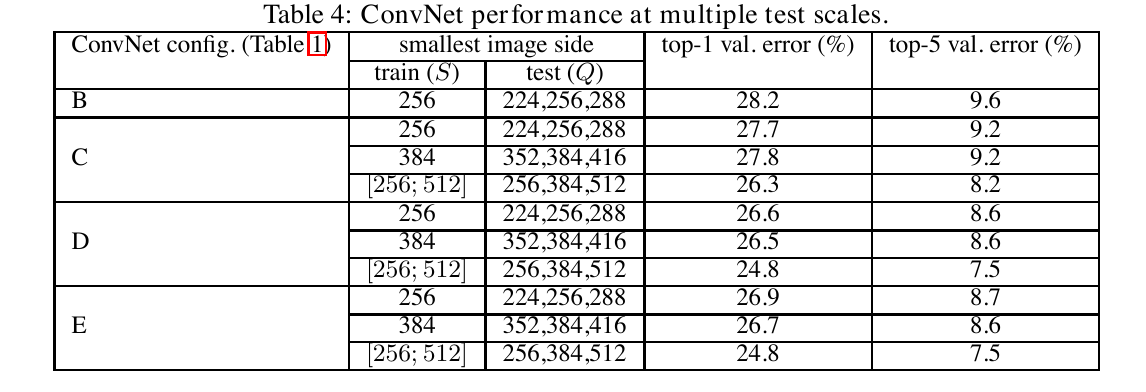 Table 4: ConvNet performance at multiple test scales.
ConvNet config. (Table 1) smallest image side top-1 val. error (%) top-5 val. error (%)
train (S) test (Q)
B 256 224,256,288 28.2 9.6
256 224,256,288 27.7 9.2
C 384 352,384,416 27.8 9.2
[256; 512] 256,384,512 26.3 8.2
256 224,256,288 26.6 8.6
D 384 352,384,416 26.5 8.6
[256; 512] 256,384,512 24.8 7.5
256 224,256,288 26.9 8.7
E 384 352,384,416 26.7 8.6
[256; 512] 256,384,512 24.8 7.5